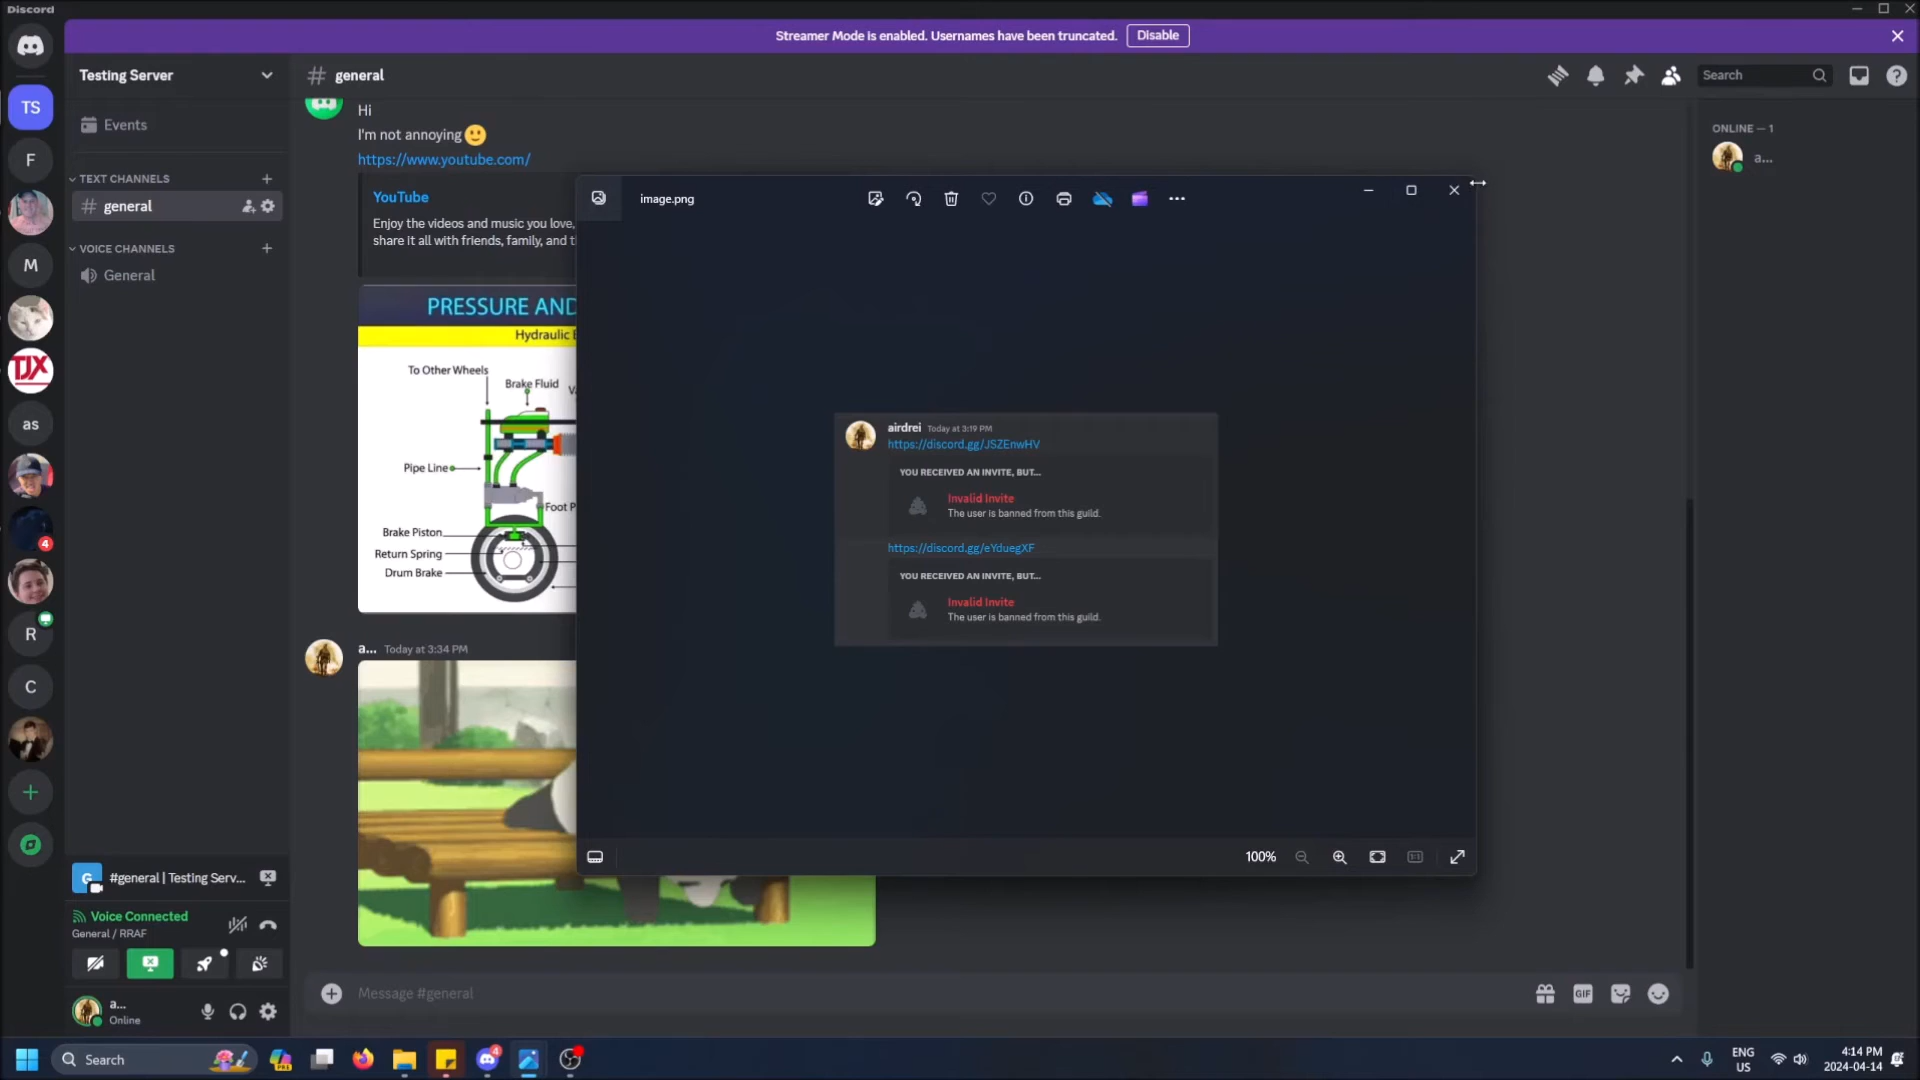 Discord
Streamer Mode is enabled. Usernames have been truncated.
Disable
Testing Server
general
Search
TS
Events
F
TEXT CHANNELS
general
VOICE CHANNELS
General
M
TJX
as
4
R
C
Hi
I'm not annoying
https://www.youtube.com/
YouTube
Enjoy the videos and music you love,
share it all with friends, family, and
PRESSURE AND
Hydraulic
To Other Wheels
Brake Fluid
Pipe Line
Foot
Brake Piston
Return Spring
Drum Brake
a... Today at 3:34 PM
image.png
airdrei Today at 3:19 PM
https://discord.gg/JSZEnwHV
YOU RECEIVED AN INVITE, BUT...
Invalid Invite
The user is banned from this guild.
https://discord.gg/eYduegXF
YOU RECEIVED AN INVITE, BUT...
Invalid Invite
The user is banned from this guild.
100%
ONLINE — 1
a...
G
#general | Testing Serv...
Voice Connected
General / RRAF
a...
Online
Message #general
GIF
Search
PRE
4
ENG
US
4:14 PM
2024-04-14